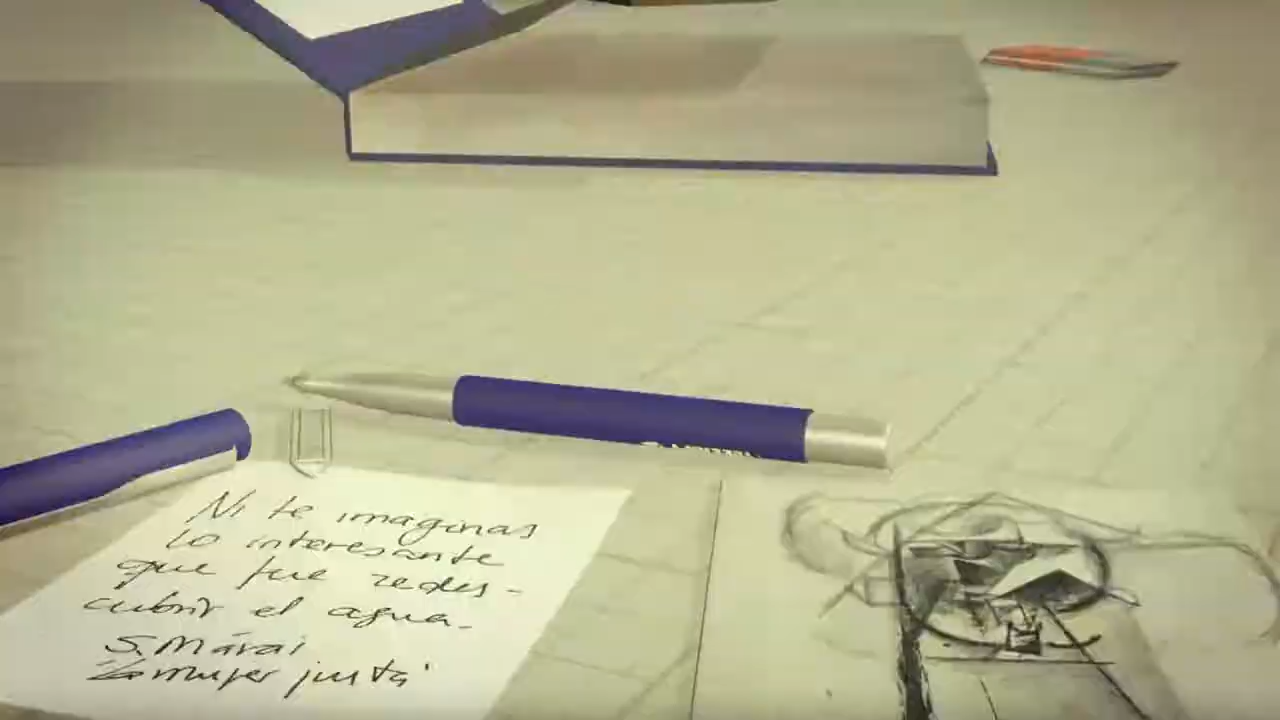 Ni te imaginas
lo interesante
que fue redes-
cubrir el agua.
S. Márai
"La mujer justa"